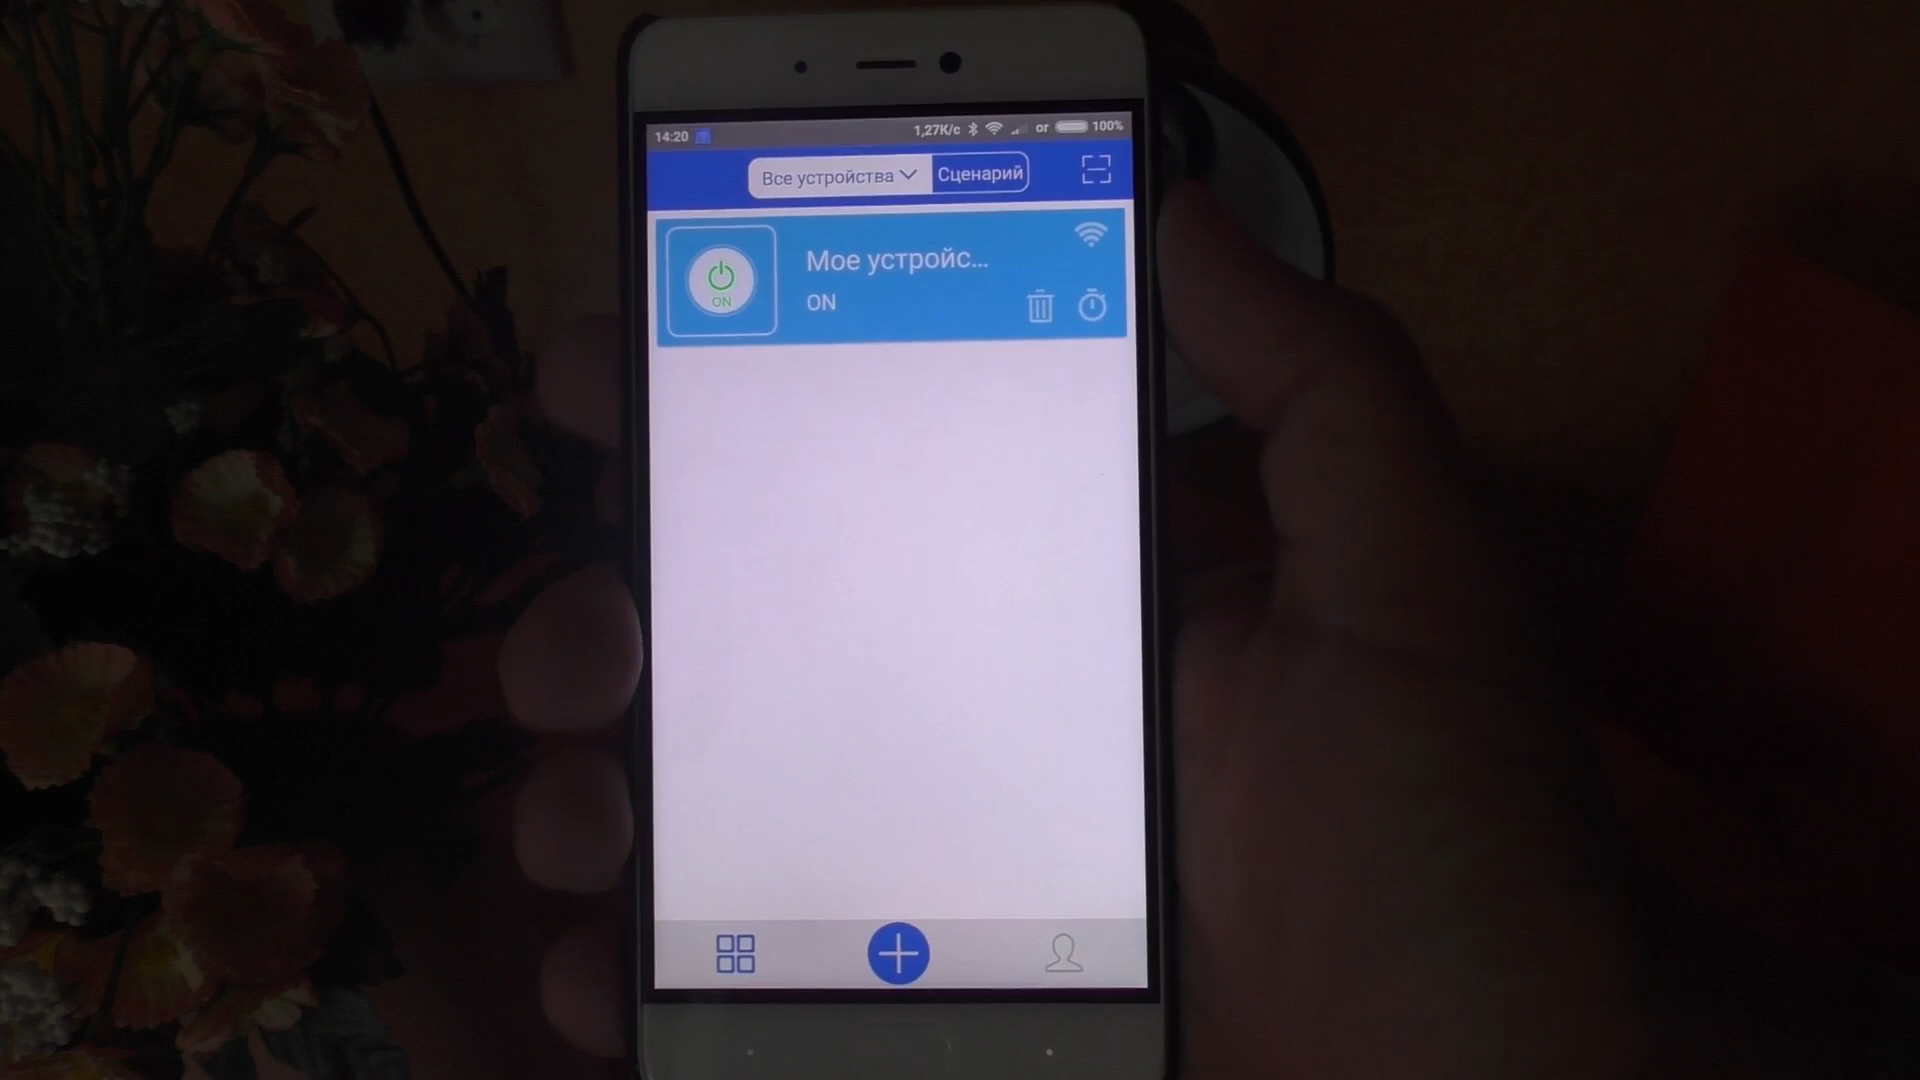 14:20 1,27K/c or 100%
Все устройства Сценарий
Мое устройс...
ON ON